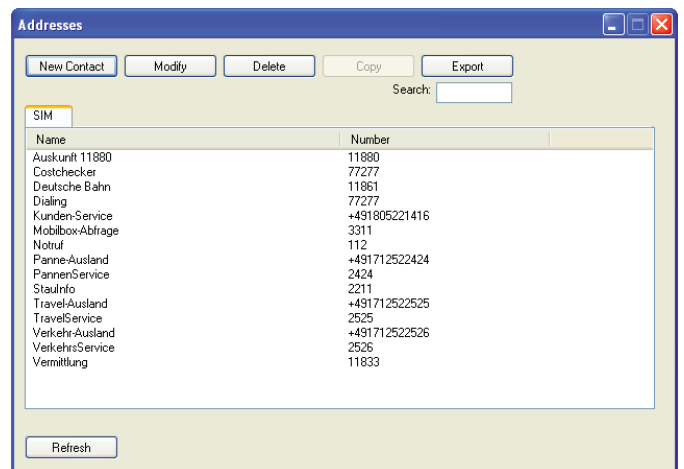 Addresses
New Contact Modify Delete Copy Export
Search:
SIM
Name Number
Auskunft 11880 11880
Costchecker 77277
Deutsche Bahn 11861
Dialing 77277
Kunden-Service +491805221416
Mobilbox-Abfrage 3311
Notruf 112
Panne-Ausland +491712522424
PannenService 2424
StauInfo 2211
Travel-Ausland +491712522525
TravelService 2525
Verkehr-Ausland +491712522526
VerkehrsService 2526
Vermittlung 11833
Refresh